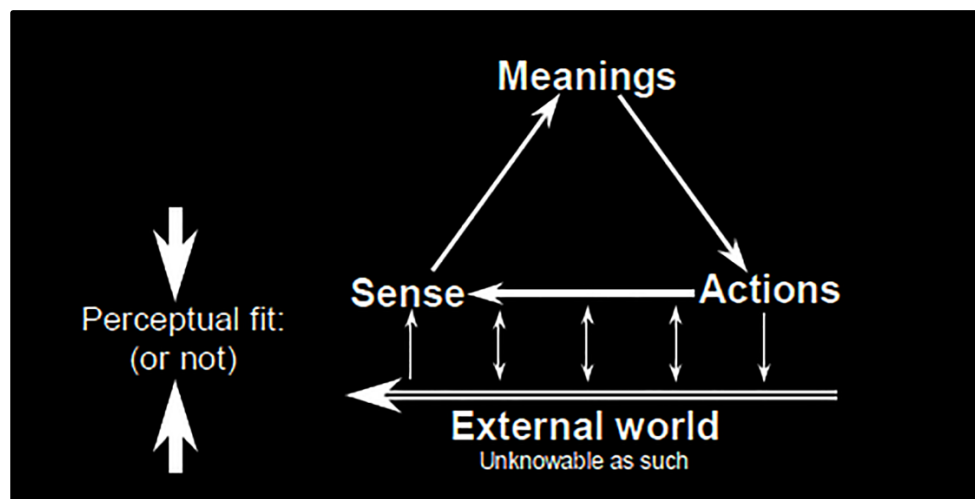 Meanings
Sense
Actions
Perceptual fit:
(or not)
External world
Unknowable as such